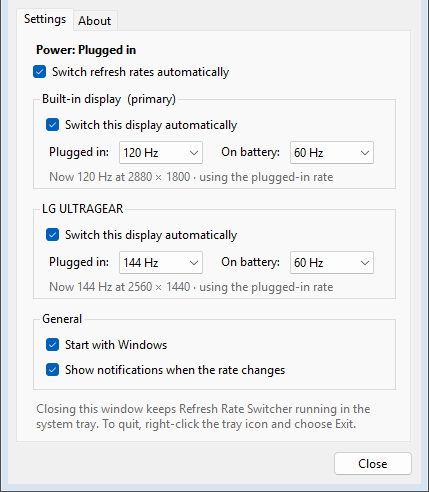 Settings
About
Power: Plugged in
Switch refresh rates automatically
Built-in display  (primary)
Switch this display automatically
Plugged in: 120 Hz On battery: 60 Hz
Now 120 Hz at 2880 × 1800 · using the plugged-in rate
LG ULTRAGEAR
Switch this display automatically
Plugged in: 144 Hz On battery: 60 Hz
Now 144 Hz at 2560 × 1440 · using the plugged-in rate
General
Start with Windows
Show notifications when the rate changes
Closing this window keeps Refresh Rate Switcher running in the
system tray. To quit, right-click the tray icon and choose Exit.
Close